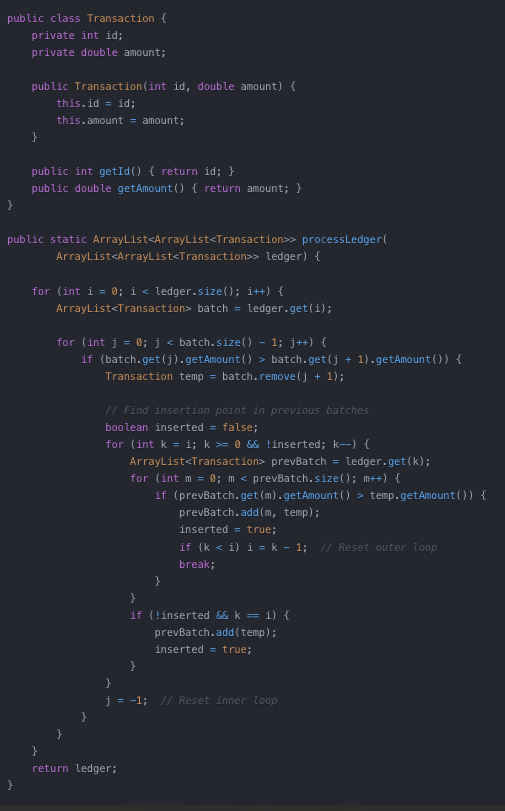 public class Transaction {
    private int id;
    private double amount;

    public Transaction(int id, double amount) {
        this.id = id;
        this.amount = amount;
    }

    public int getId() { return id; }
    public double getAmount() { return amount; }
}

public static ArrayList<ArrayList<Transaction>> processLedger(
        ArrayList<ArrayList<Transaction>> ledger) {

    for (int i = 0; i < ledger.size(); i++) {
        ArrayList<Transaction> batch = ledger.get(i);

        for (int j = 0; j < batch.size() - 1; j++) {
            if (batch.get(j).getAmount() > batch.get(j + 1).getAmount()) {
                Transaction temp = batch.remove(j + 1);

                // Find insertion point in previous batches
                boolean inserted = false;
                for (int k = i; k >= 0 && !inserted; k--) {
                    ArrayList<Transaction> prevBatch = ledger.get(k);
                    for (int m = 0; m < prevBatch.size(); m++) {
                        if (prevBatch.get(m).getAmount() > temp.getAmount()) {
                            prevBatch.add(m, temp);
                            inserted = true;
                            if (k < i) i = k - 1;  // Reset outer loop
                            break;
                        }
                    }
                    if (!inserted && k == i) {
                        prevBatch.add(temp);
                        inserted = true;
                    }
                }
                j = -1;  // Reset inner loop
            }
        }
    }
    return ledger;
}